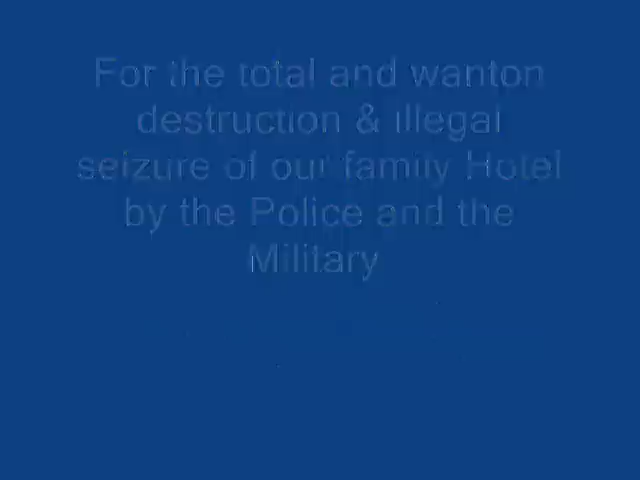 For the total and wanton
destruction & illegal
seizure of our family Hotel
by the Police and the
Military